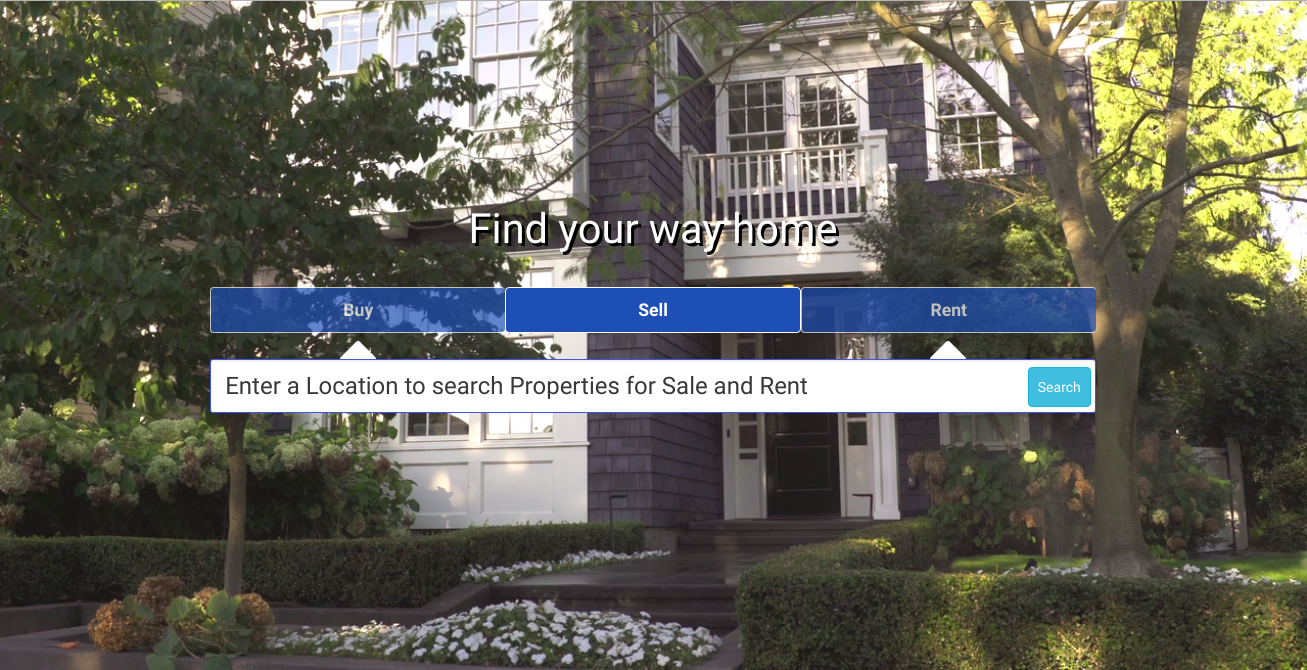 Find your way home
Buy
Sell
Rent
Enter a Location to search Properties for Sale and Rent
Search